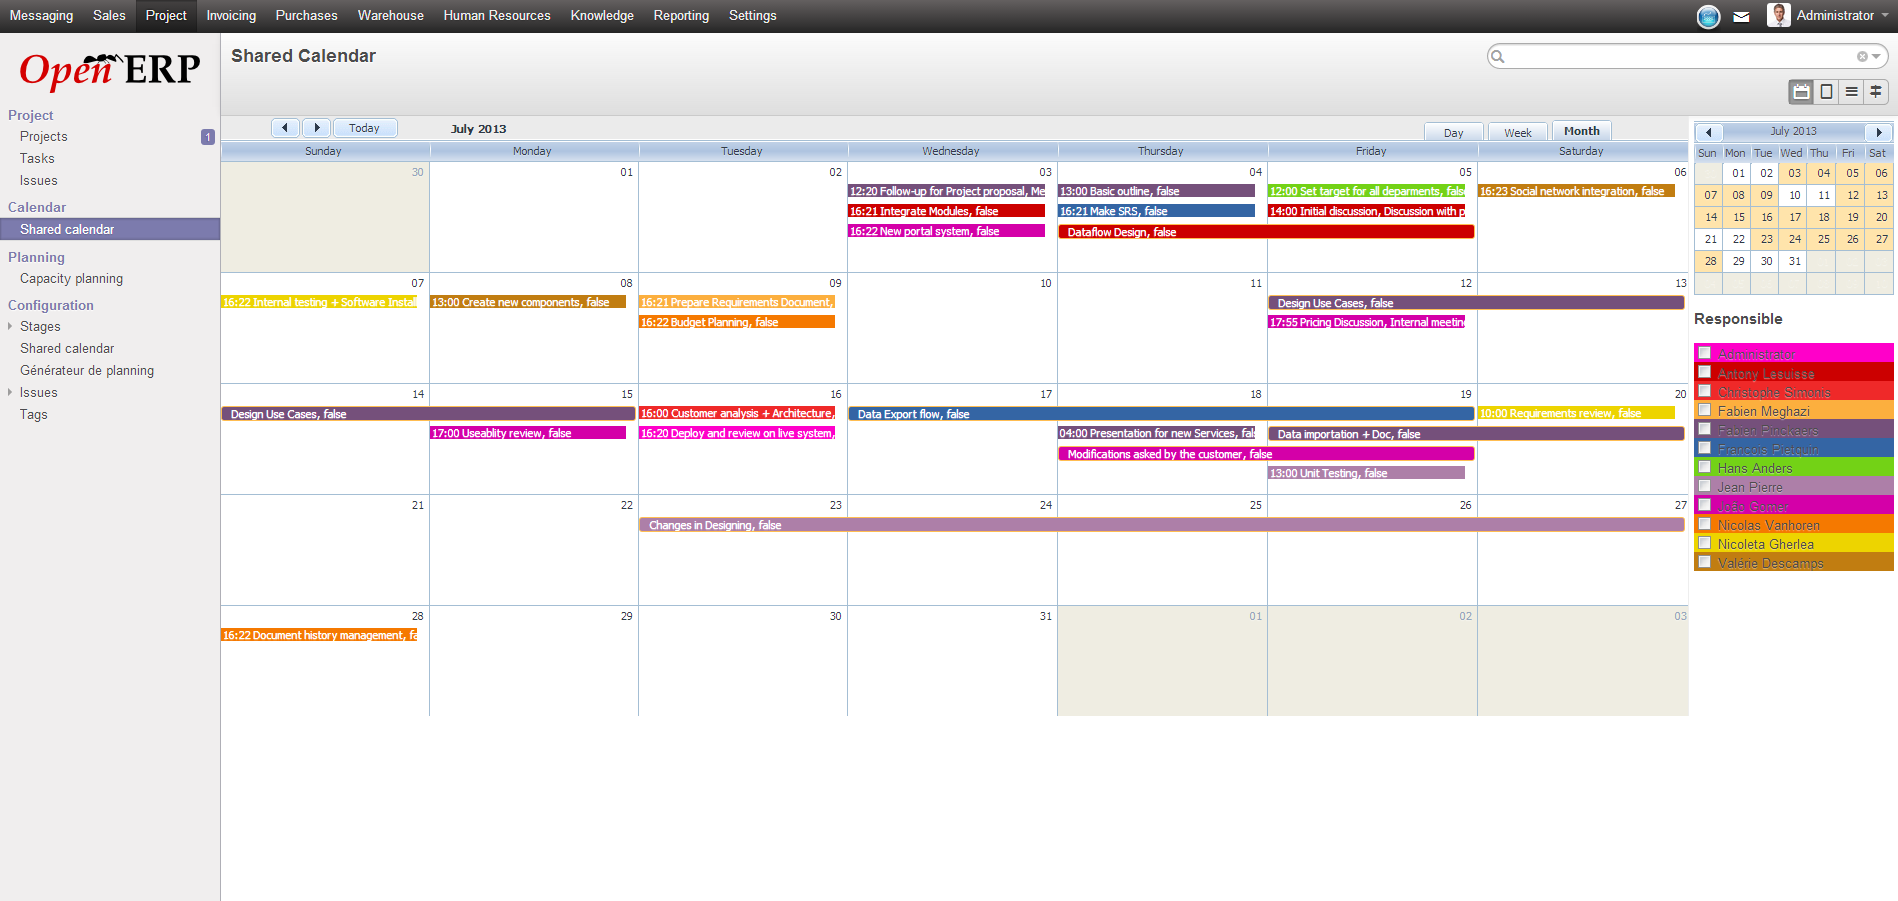 Messaging Sales Project Invoicing Purchases Warehouse Human Resources Knowledge Reporting Settings Administrator
Open ERP
Project
Projects 1
Tasks
Issues
Calendar
Shared calendar
Planning
Capacity planning
Configuration
Stages
Shared calendar
Générateur de planning
Issues
Tags
Shared Calendar
Today July 2013 Day Week Month
Sunday Monday Tuesday Wednesday Thursday Friday Saturday
30 01 02 03 04 05 06
12:20 Follow-up for Project proposal, Me 13:00 Basic outline, false 12:00 Set target for all deparments, fals 16:23 Social network integration, false
16:21 Integrate Modules, false 16:21 Make SRS, false 14:00 Initial discussion, Discussion with p
16:22 New portal system, false Dataflow Design, false
07 08 09 10 11 12 13
16:22 Internal testing + Software Instal 13:00 Create new components, false 16:21 Prepare Requirements Document, Design Use Cases, false
16:22 Budget Planning, false 17:55 Pricing Discussion, Internal meetin
14 15 16 17 18 19 20
Design Use Cases, false 16:00 Customer analysis + Architecture, Data Export flow, false 10:00 Requirements review, false
17:00 Useablity review, false 16:20 Deploy and review on live system, 04:00 Presentation for new Services, fal Data importation + Doc, false
Modifications asked by the customer, false
13:00 Unit Testing, false
21 22 23 24 25 26 27
Changes in Designing, false
28 29 30 31 01 02 03
16:22 Document history management, fa
July 2013
Sun Mon Tue Wed Thu Fri Sat
01 02 03 04 05 06
07 08 09 10 11 12 13
14 15 16 17 18 19 20
21 22 23 24 25 26 27
28 29 30 31
Responsible
Administrator
Antony Lesuisse
Christophe Simonis
Fabien Meghazi
Fabien Pinckaers
Francois Pietquin
Hans Anders
Jean Pierre
João Gomer
Nicolas Vanhoren
Nicoleta Gherlea
Valérie Descamps